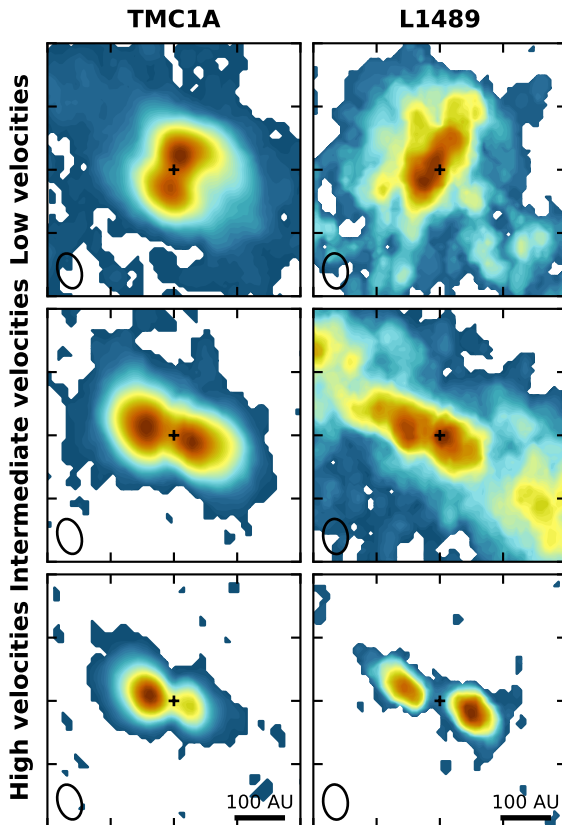 TMC1A
L1489
Low velocities
Intermediate velocities
High velocities
100 AU
100 AU